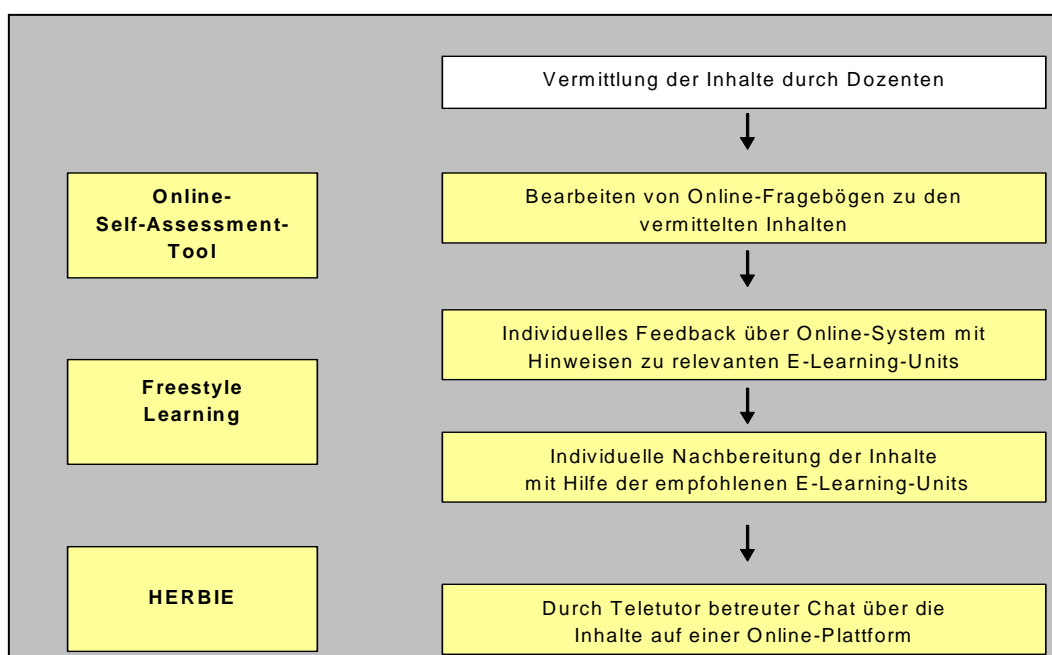 Vermittlung der Inhalte durch Dozenten
Online-
Self-Assessment-
Tool
Bearbeiten von Online-Fragebögen zu den
vermittelten Inhalten
Individuelles Feedback über Online-System mit
Hinweisen zu relevanten E-Learning-Units
Freestyle
Learning
Individuelle Nachbereitung der Inhalte
mit Hilfe der empfohlenen E-Learning-Units
HERBIE
Durch Teletutor betreuter Chat über die
Inhalte auf einer Online-Plattform